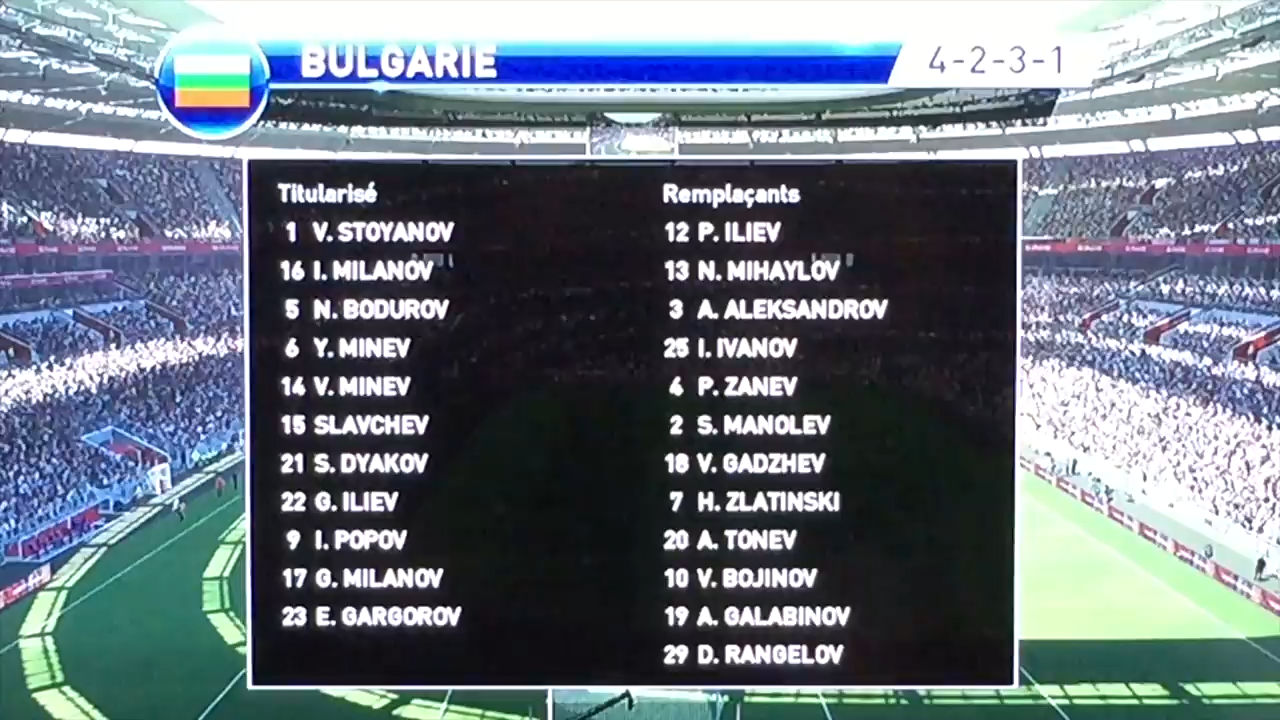 BULGARIE
4-2-3-1
Titularisé
1 V. STOYANOV
16 I. MILANOV
5 N. BODUROV
6 Y. MINEV
14 V. MINEV
15 SLAVCHEV
21 S. DYAKOV
22 G. ILIEV
9 I. POPOV
17 G. MILANOV
23 E. GARGOROV
Remplaçants
12 P. ILIEV
13 N. MIHAYLOV
3 A. ALEKSANDROV
25 I. IVANOV
4 P. ZANEV
2 S. MANOLEV
18 V. GADZHEV
7 H. ZLATINSKI
20 A. TONEV
10 V. BOJINOV
19 A. GALABINOV
29 D. RANGELOV